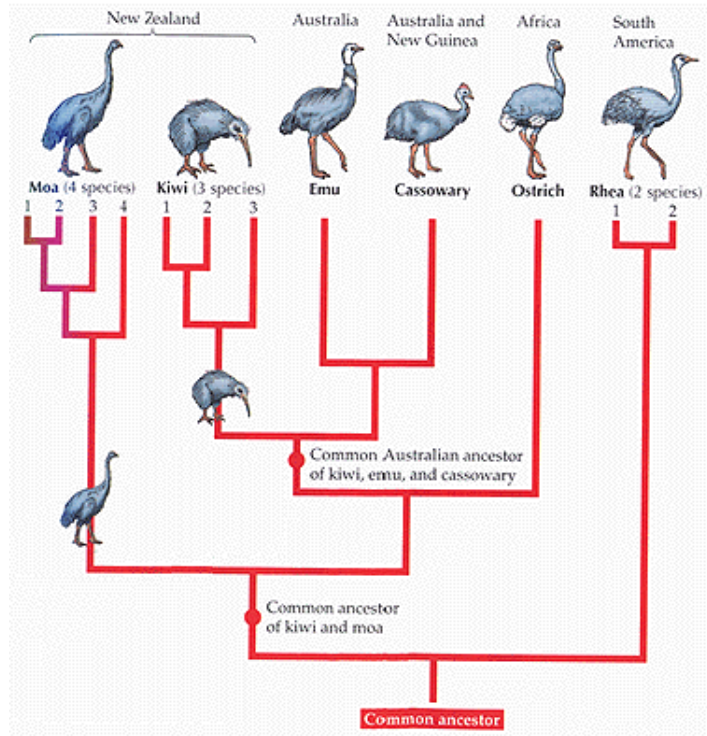 New Zealand
Australia
Australia and
New Guinea
Africa
South
America
Moa (4 species)
Kiwi (3 species)
Emu
Cassowary
Ostrich
Rhea (2 species)
1 2 3 4
1 2 3
1 2
Common Australian ancestor
of kiwi, emu, and cassowary
Common ancestor
of kiwi and moa
Common ancestor